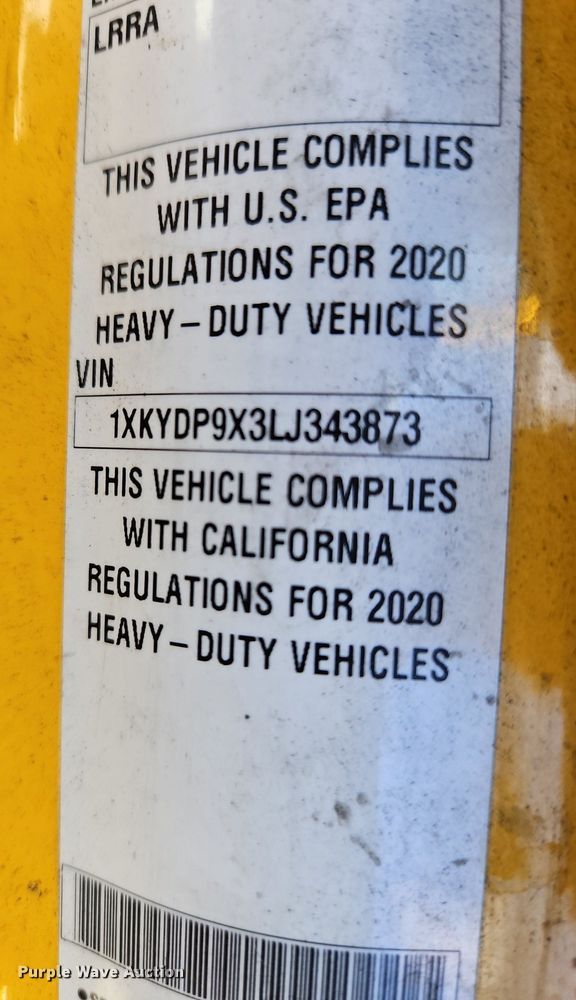 LRRA
THIS VEHICLE COMPLIES
WITH U.S. EPA
REGULATIONS FOR 2020
HEAVY-DUTY VEHICLES
VIN
1XKYDP9X3LJ343873
THIS VEHICLE COMPLIES
WITH CALIFORNIA
REGULATIONS FOR 2020
HEAVY-DUTY VEHICLES
Purple Wave Auction